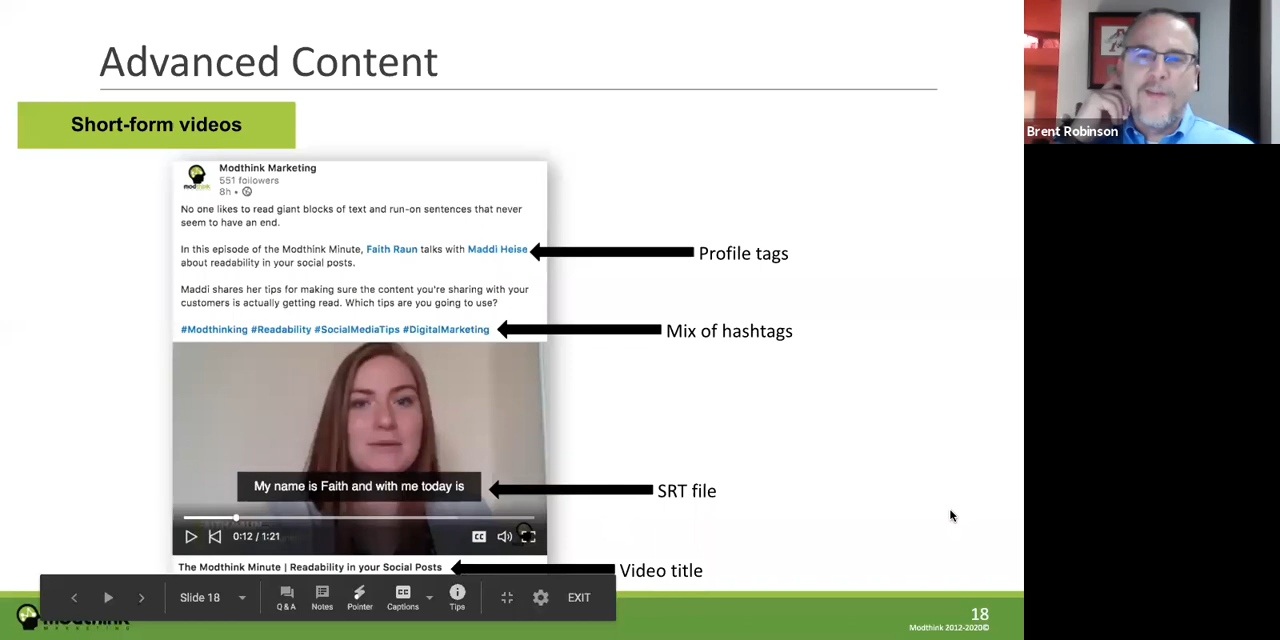 Advanced Content
Short-form videos
Modthink Marketing
551 followers
8h •
No one likes to read giant blocks of text and run-on sentences that never
seem to have an end.
In this episode of the Modthink Minute, Faith Raun talks with Maddi Heise
about readability in your social posts.
Maddi shares her tips for making sure the content you're sharing with your
customers is actually getting read. Which tips are you going to use?
#Modthinking #Readability #SocialMediaTips #DigitalMarketing
Profile tags
Mix of hashtags
My name is Faith and with me today is
SRT file
0:12 / 1:21
CC
The Modthink Minute | Readability in your Social Posts
Video title
Slide 18
Q & A
Notes
Pointer
CC
Captions
Tips
EXIT
18
Modthink 2012-2020©
Brent Robinson